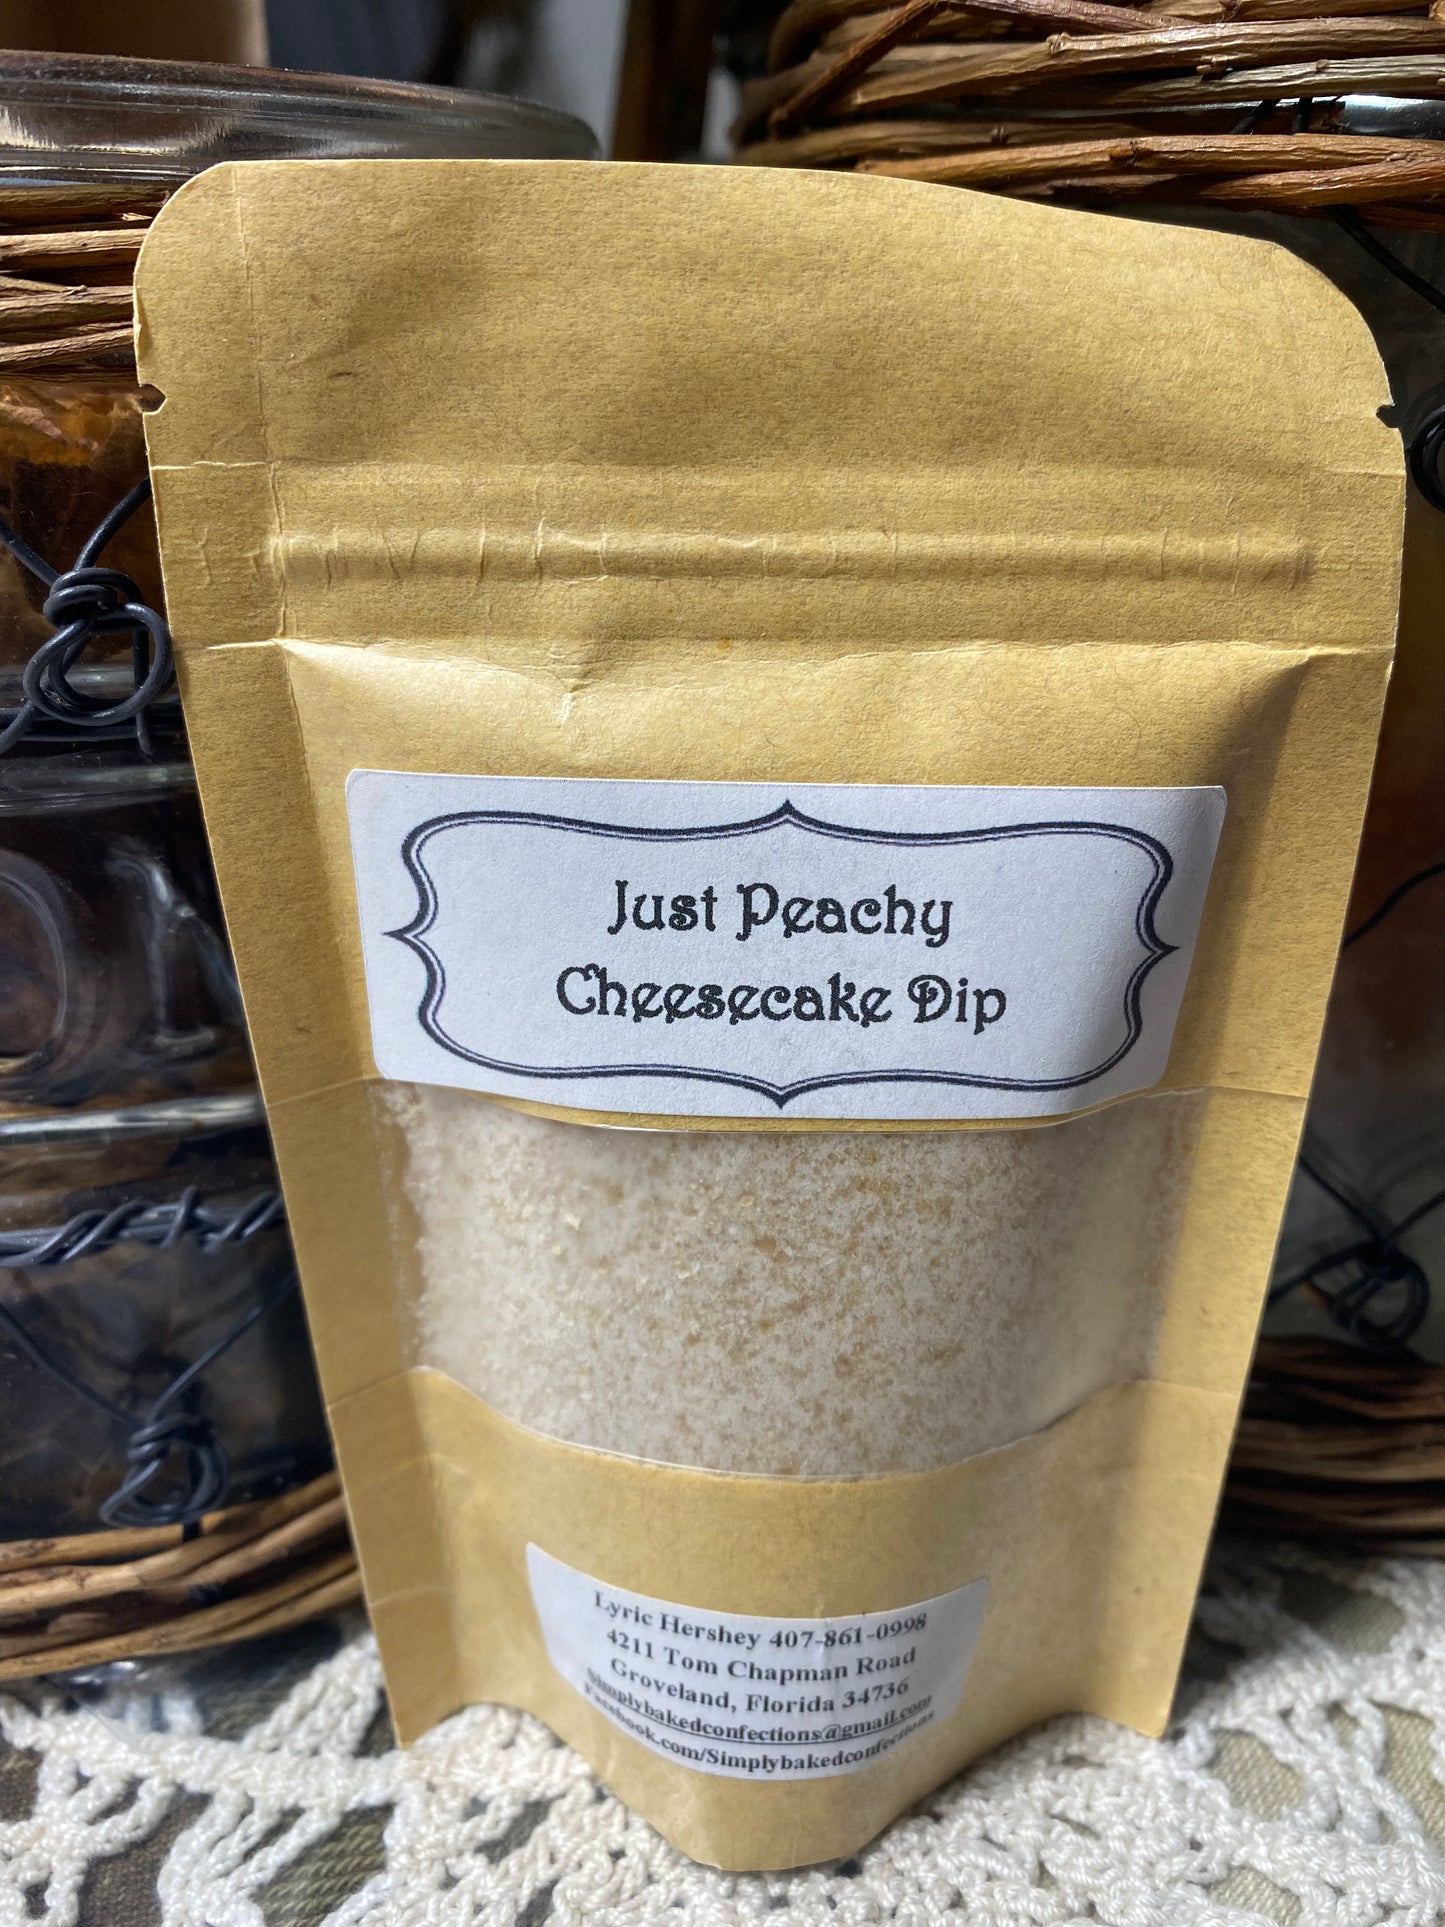 Just Peachy
Cheesecake Dip
Lyric Hershey 407-861-0998
4211 Tom Chapman Road
Groveland, Florida 34736
Simplybakedconfections@gmail.com
Facebook.com/Simplybakedconfections